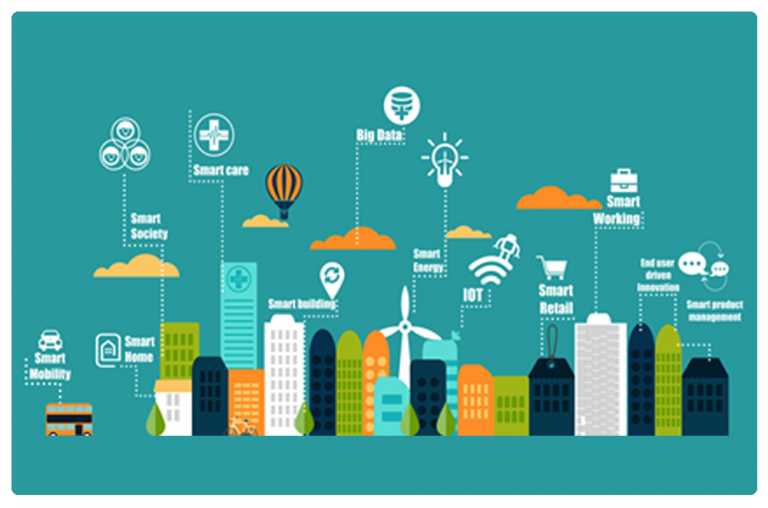 Big Data
Smart care
Smart
Working
Smart
Society
Smart
Energy
End user
driven
Innovation
IOT
Smart
Retail
Smart building
Smart product
management
Smart
Home
Smart
Mobility